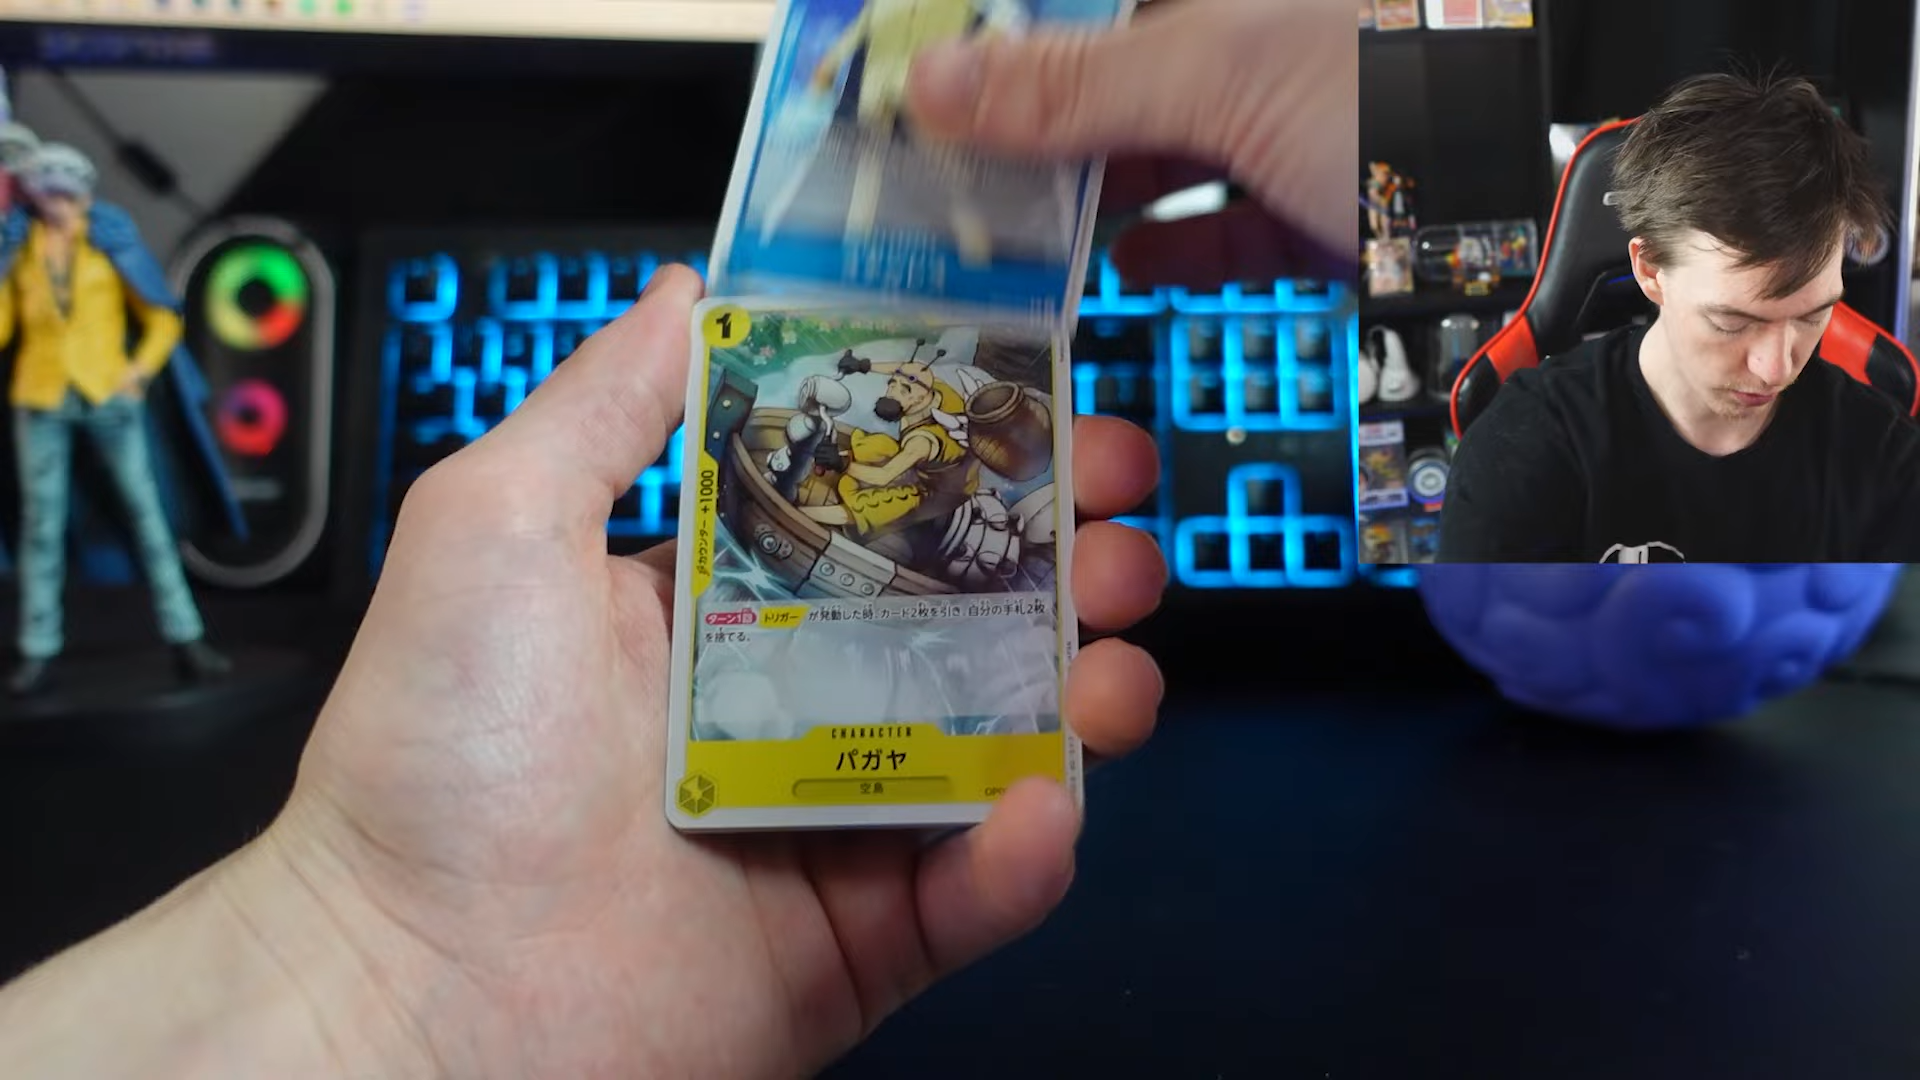 1
カウンター +1000
ターン1回 トリガー が発動した時、カード2枚を引き、自分の手札2枚
を捨てる。
CHARACTER
パガヤ
空島